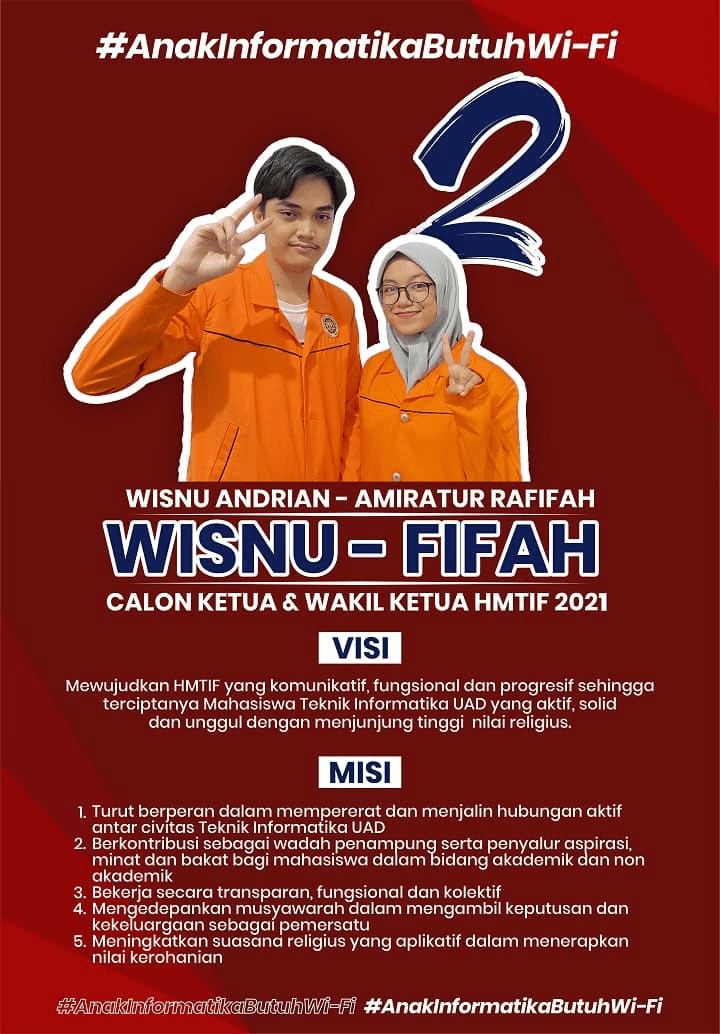 #AnakInformatikaButuhWi-Fi
2
WISNU ANDRIAN - AMIRATUR RAFIFAH
WISNU - FIFAH
CALON KETUA & WAKIL KETUA HMTIF 2021
VISI
Mewujudkan HMTIF yang komunikatif, fungsional dan progresif sehingga
terciptanya Mahasiswa Teknik Informatika UAD yang aktif, solid
dan unggul dengan menjunjung tinggi nilai religius.
MISI
1. Turut berperan dalam mempererat dan menjalin hubungan aktif
antar civitas Teknik Informatika UAD
2. Berkontribusi sebagai wadah penampung serta penyalur aspirasi,
minat dan bakat bagi mahasiswa dalam bidang akademik dan non
akademik
3. Bekerja secara transparan, fungsional dan kolektif
4. Mengedepankan musyawarah dalam mengambil keputusan dan
kekeluargaan sebagai pemersatu
5. Meningkatkan suasana religius yang aplikatif dalam menerapkan
nilai kerohanian
#AnakInformatikaButuhWi-Fi #AnakInformatikaButuhWi-Fi